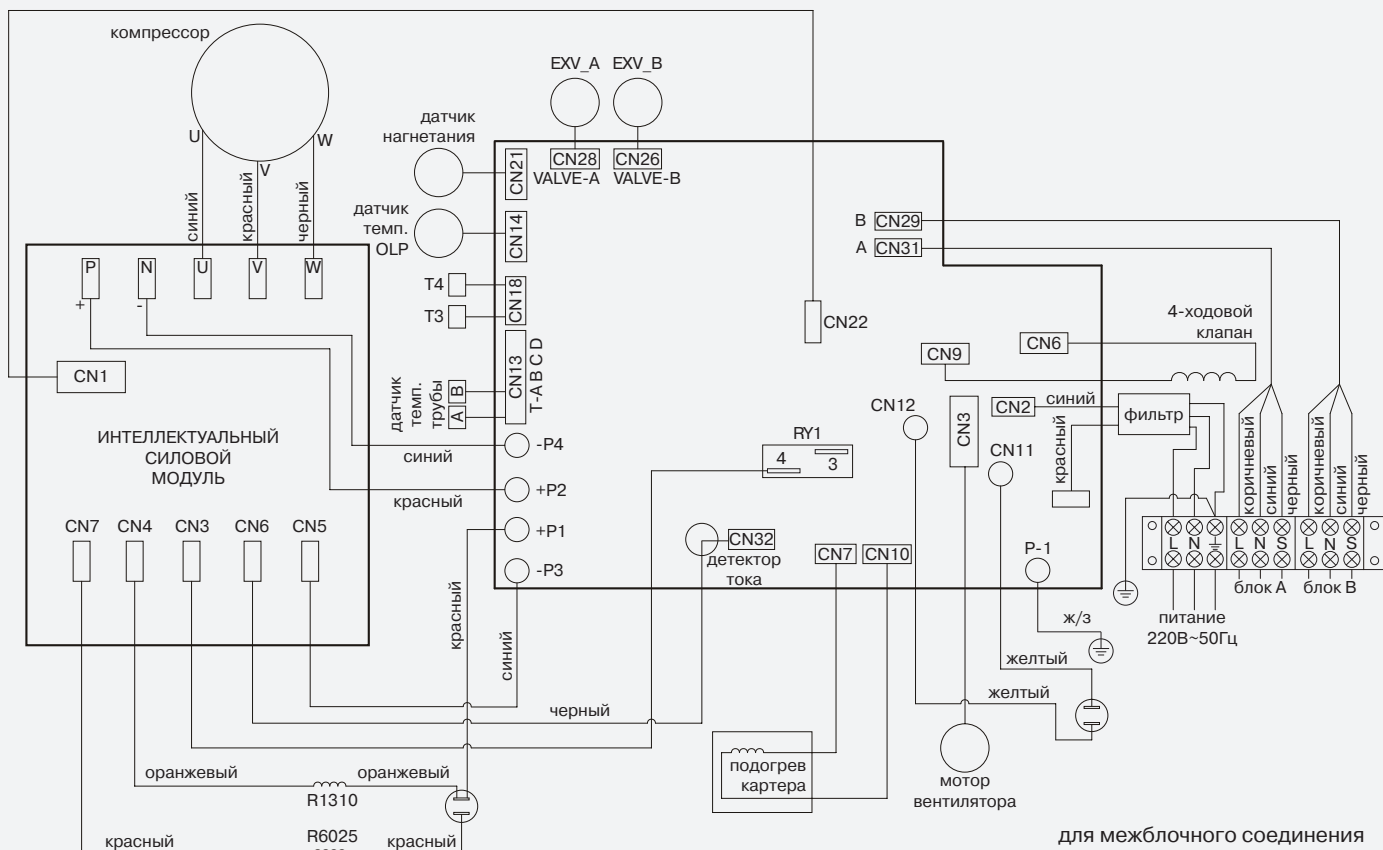 компрессор
U
V
W
синий
красный
черный
P
N
U
V
W
+
-
CN1
ИНТЕЛЛЕКТУАЛЬНЫЙ
СИЛОВОЙ
МОДУЛЬ
CN7
CN4
CN3
CN6
CN5
EXV_A
EXV_B
CN28
CN26
VALVE-A
VALVE-B
датчик
нагнетания
CN21
датчик
темп.
OLP
CN14
T4
T3
CN18
CN13
T-A B C D
датчик
темп.
трубы
B
A
-P4
синий
+P2
красный
+P1
-P3
красный
синий
черный
оранжевый
оранжевый
R1310
R6025
красный
красный
B
CN29
A
CN31
CN22
4-ходовой
клапан
CN6
CN9
CN2
синий
фильтр
CN12
CN3
CN11
красный
RY1
4
3
CN32
детектор
тока
CN7
CN10
P-1
ж/з
желтый
желтый
подогрев
картера
мотор
вентилятора
коричневый
синий
черный
коричневый
синий
черный
L
N
L
N
S
L
N
S
блок А
блок В
питание
220В~50Гц
для межблочного соединения